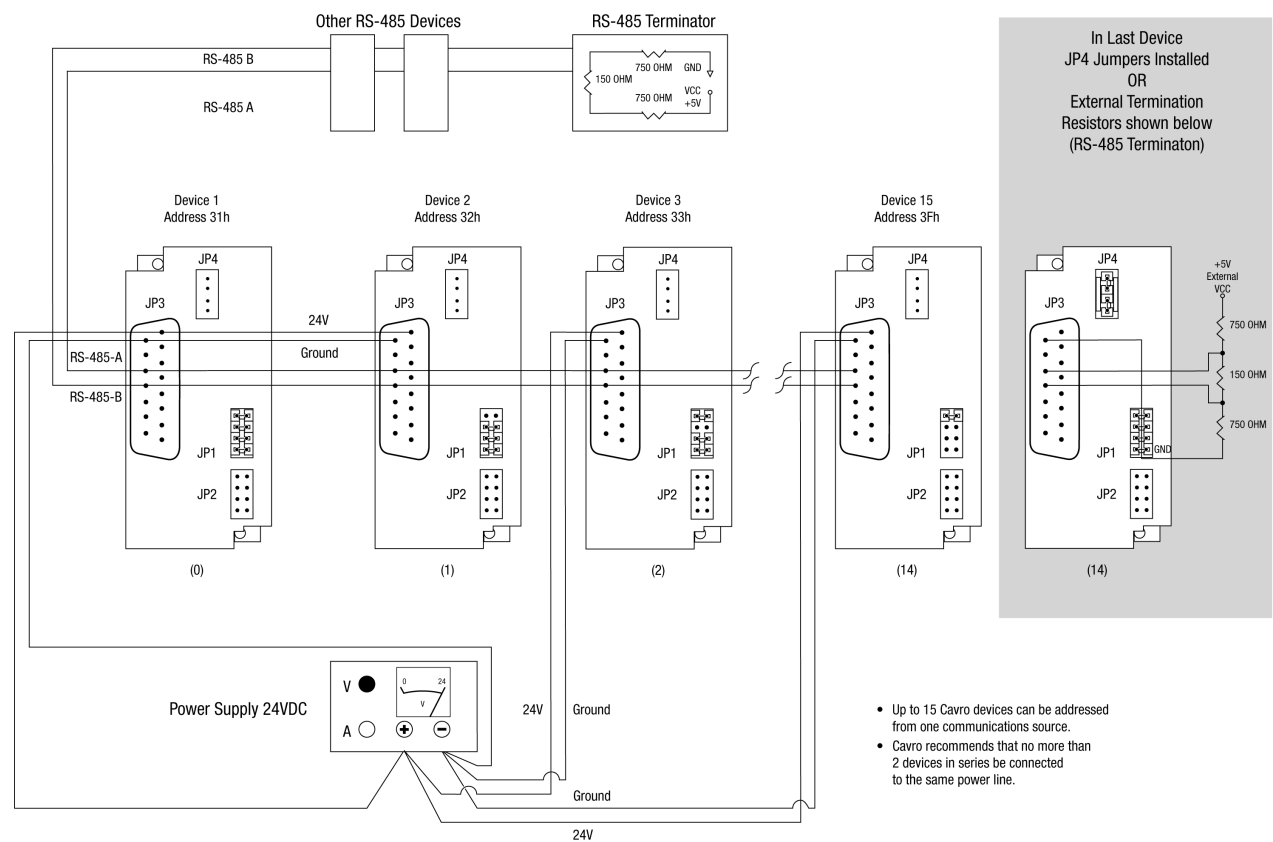 Other RS-485 Devices
RS-485 Terminator
RS-485 B
RS-485 A
750 OHM
GND
150 OHM
VCC
+5V
750 OHM
In Last Device
JP4 Jumpers Installed
OR
External Termination
Resistors shown below
(RS-485 Terminaton)
Device 1
Address 31h
Device 2
Address 32h
Device 3
Address 33h
Device 15
Address 3Fh
JP4
JP3
RS-485-A
RS-485-B
JP1
JP2
(0)
24V
Ground
JP4
JP3
JP1
JP2
(1)
JP4
JP3
JP1
JP2
(2)
JP4
JP3
JP1
JP2
(14)
JP4
JP3
JP1
GND
JP2
(14)
+5V
External
VCC
750 OHM
150 OHM
750 OHM
Power Supply 24VDC
V
A
0
24
V
+
−
24V
Ground
Ground
24V
• Up to 15 Cavro devices can be addressed
from one communications source.
• Cavro recommends that no more than
2 devices in series be connected
to the same power line.